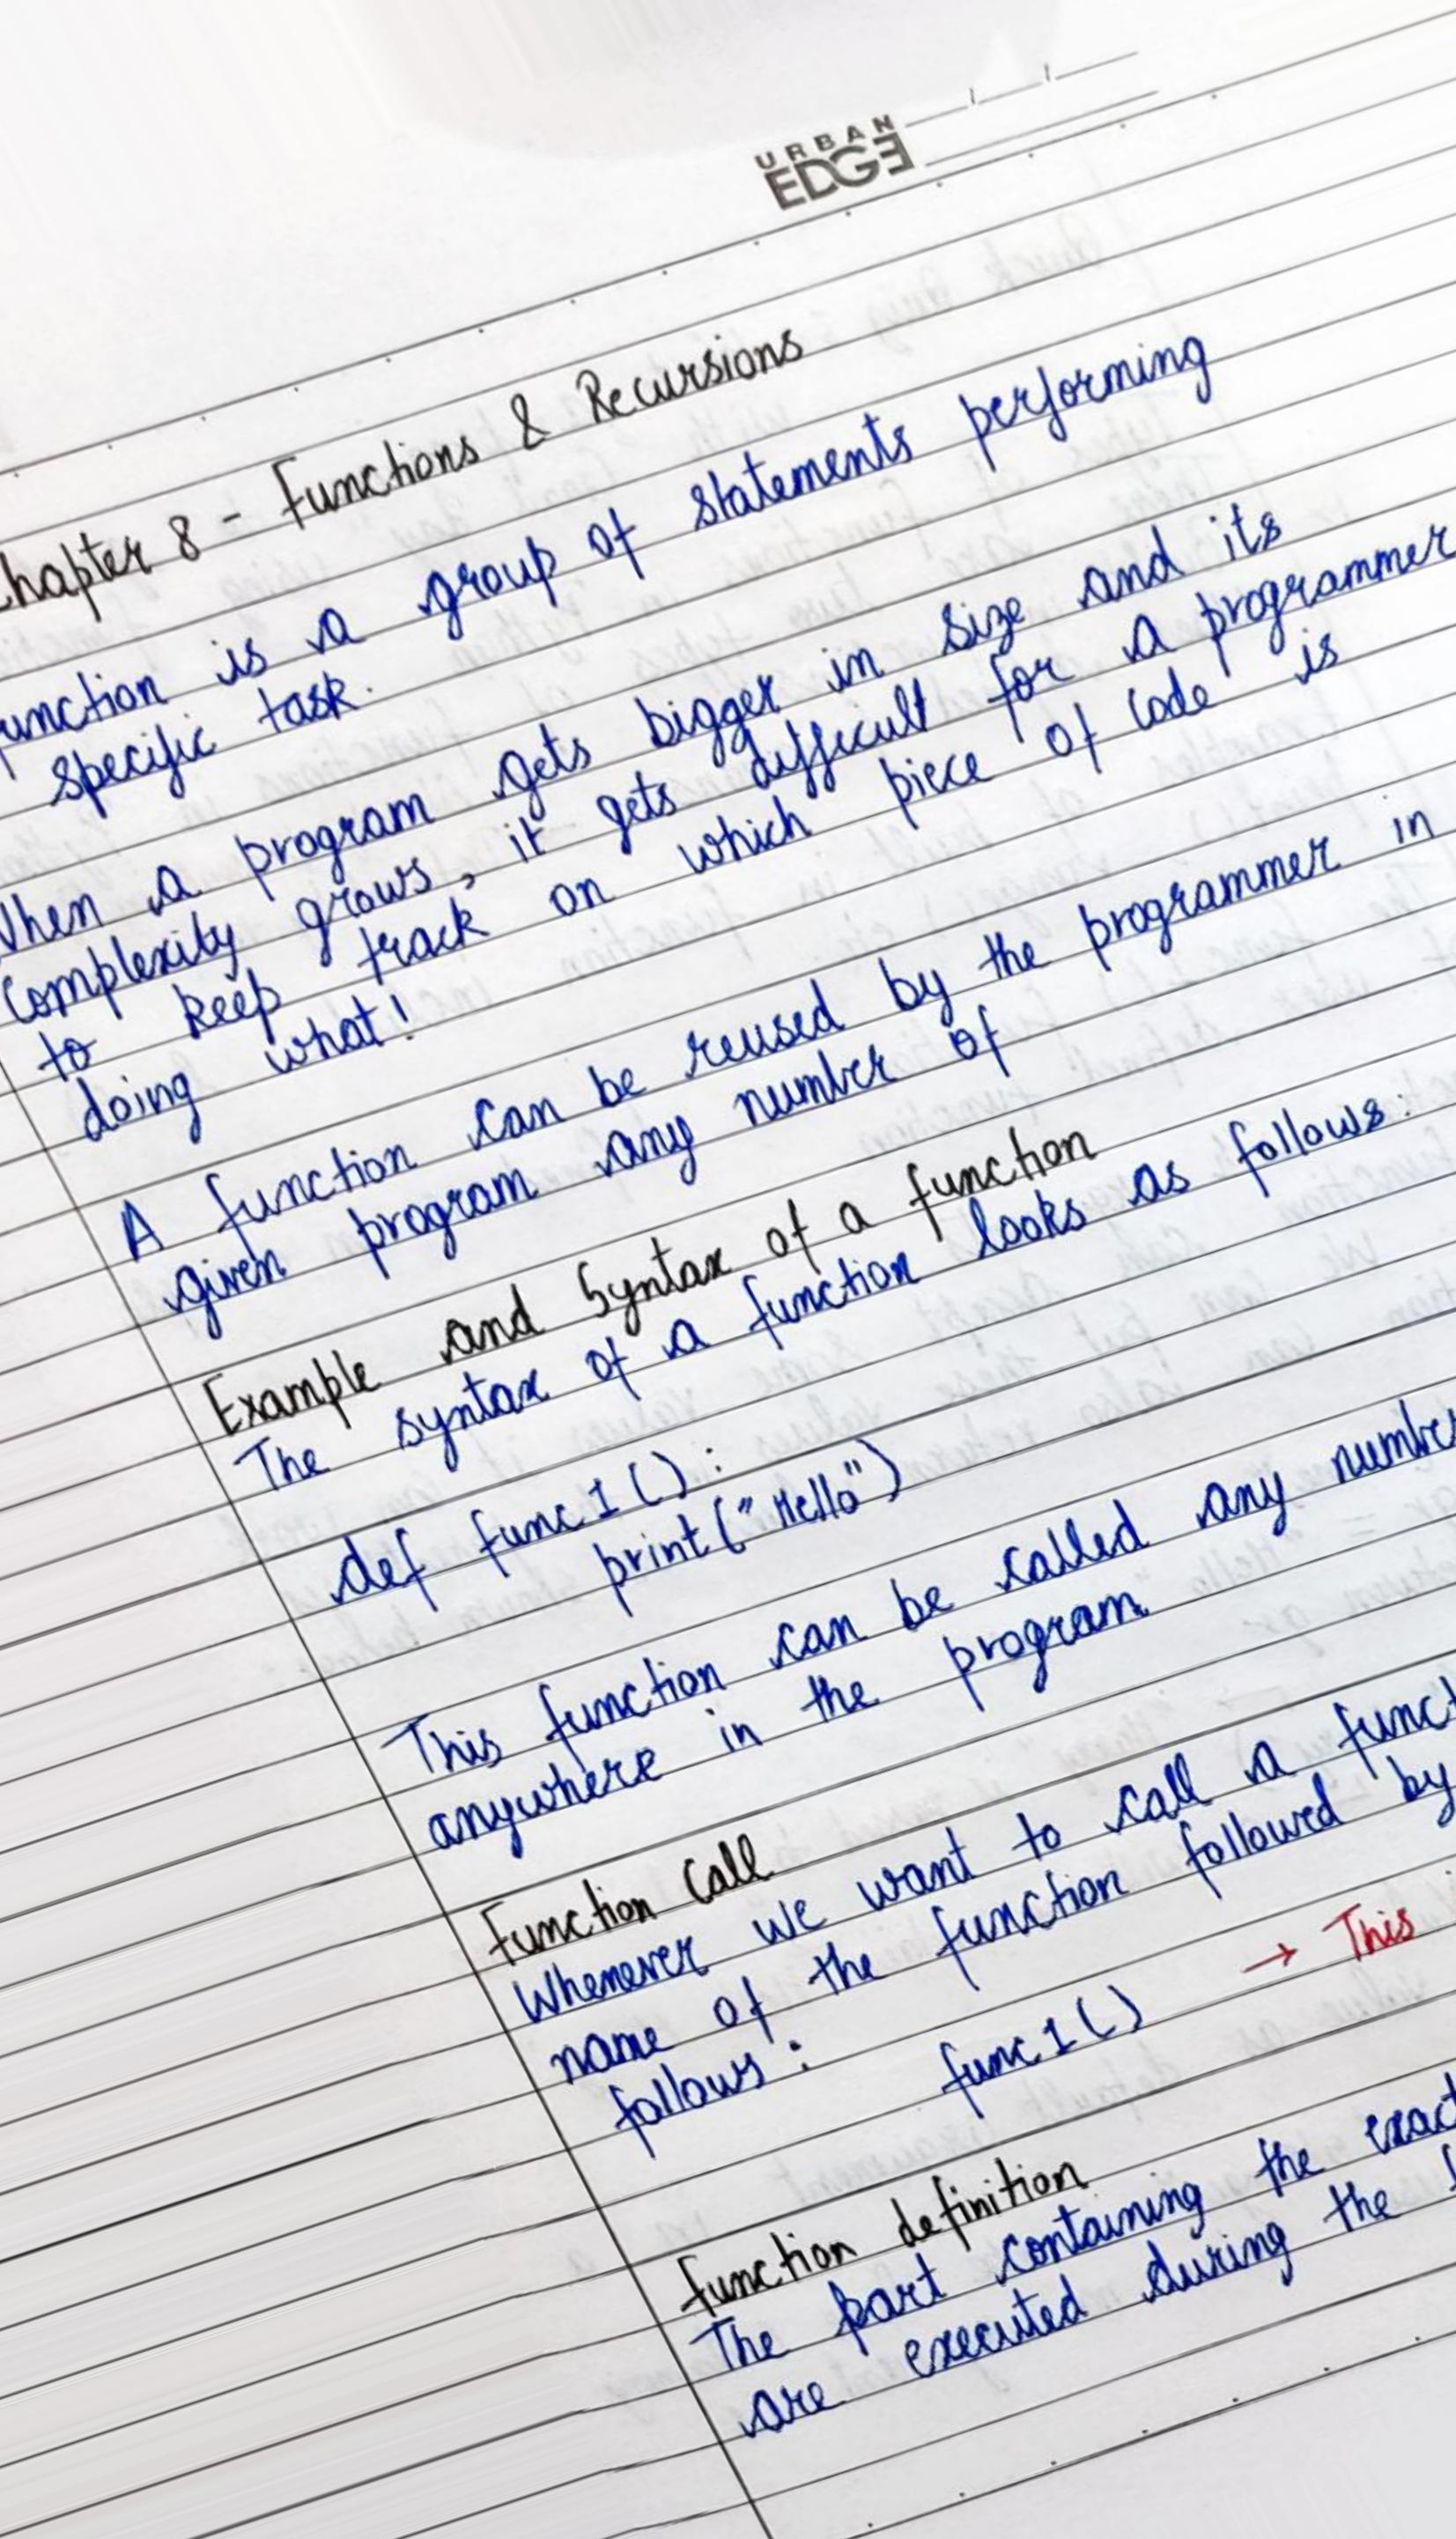 URBAN
EDGE
Chapter 8 - Functions & Recursions
function is a group of statements performing
specific task.
When a program gets bigger in size and its
complexity grows, it gets difficult for a programmer
to keep track on which piece of code is
doing what!
A function can be reused by the programmer in
given program any number of
Example and Syntax of a function
The syntax of a function looks as follows:
def func1():
print("Hello")
This function can be called any number
anywhere in the program.
Function Call
Whenever we want to call a funct
name of the function followed by
follows:
func1() → This
function definition
The part containing the exact
are executed during the